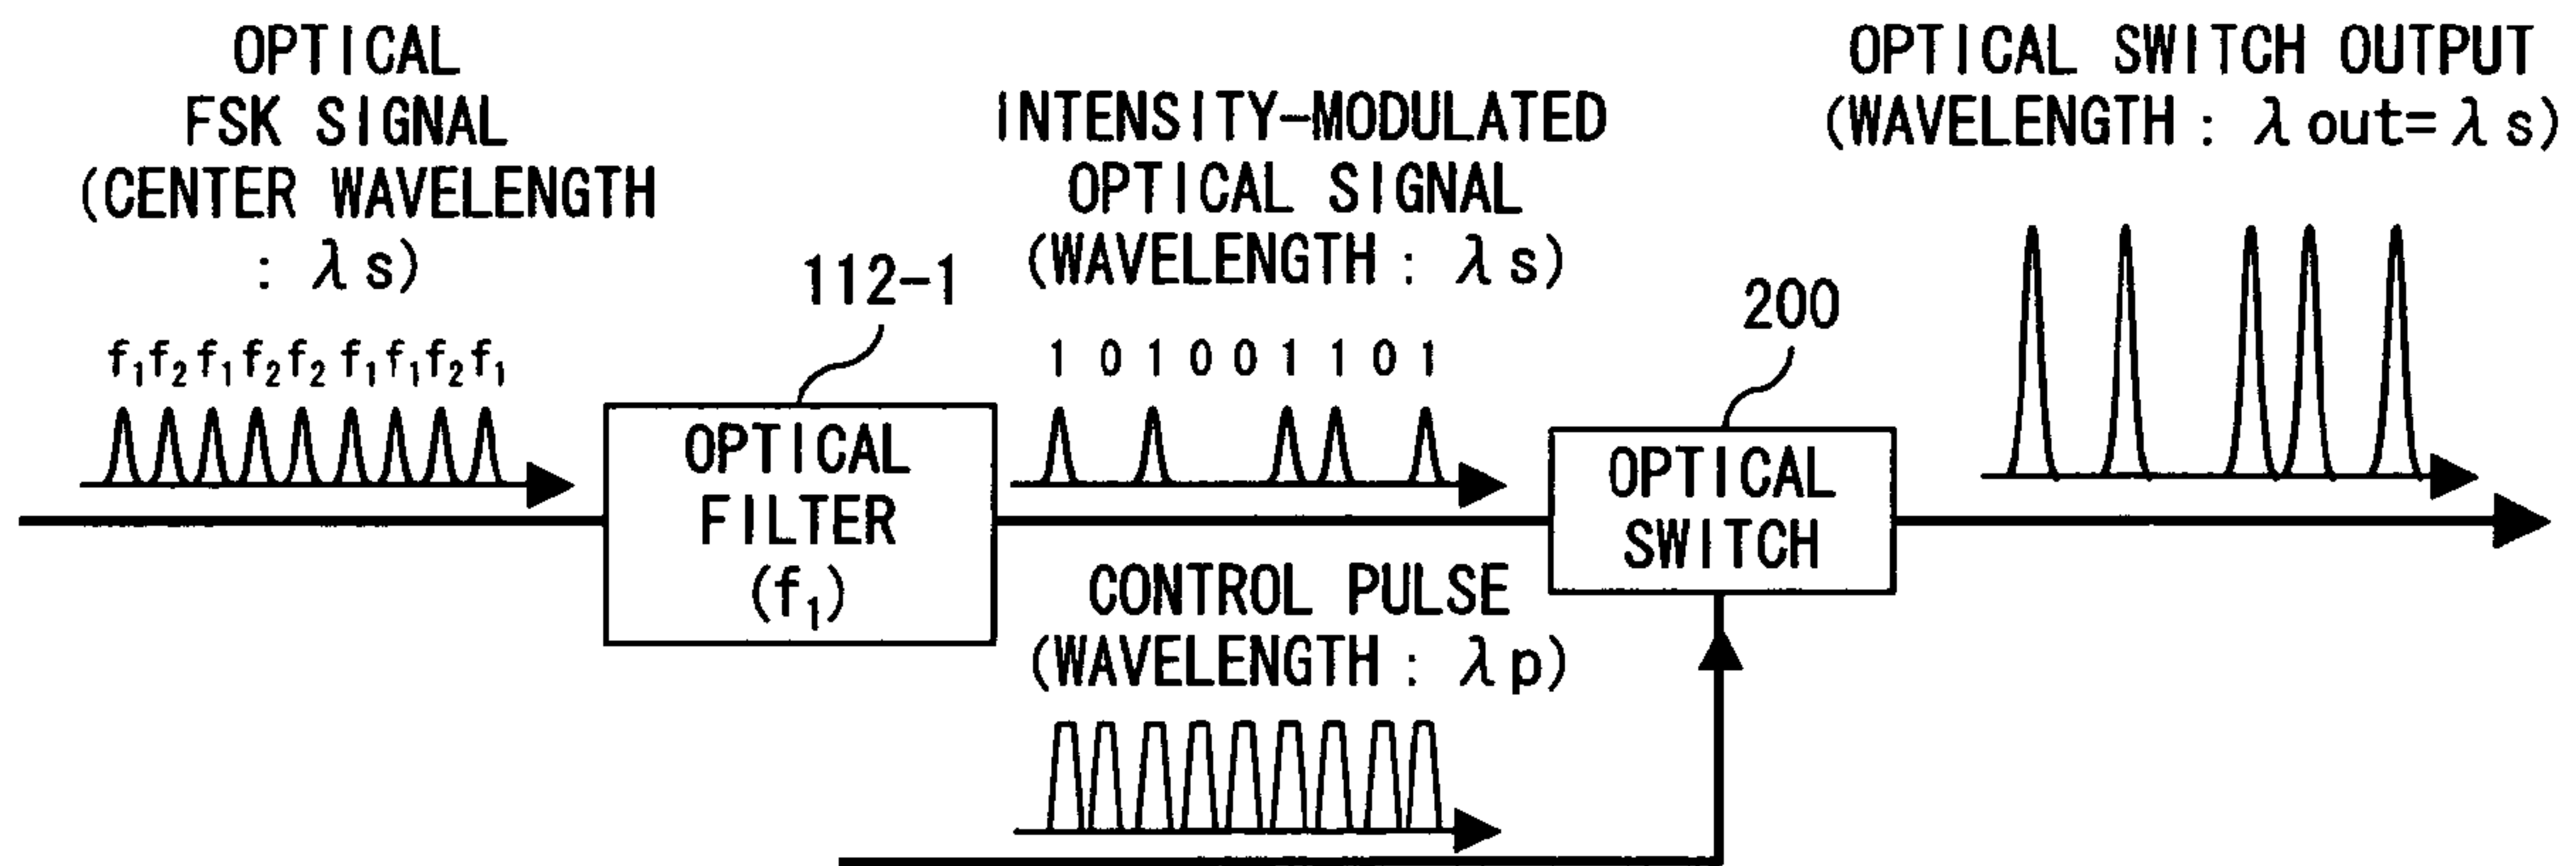 OPTICAL
FSK SIGNAL
(CENTER WAVELENGTH
: λs)
f₁f₂f₁f₂f₂f₁f₁f₂f₁
112-1
OPTICAL
FILTER
(f₁)
INTENSITY-MODULATED
OPTICAL SIGNAL
(WAVELENGTH : λs)
1 0 1 0 0 1 1 0 1
CONTROL PULSE
(WAVELENGTH : λp)
200
OPTICAL
SWITCH
OPTICAL SWITCH OUTPUT
(WAVELENGTH : λout=λs)